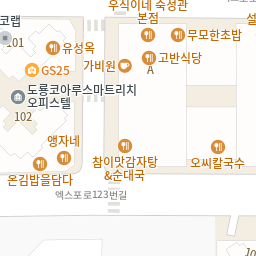 우식이네 숙성관
본점
코랩
101
유성옥
무모한초밥
GS25
가비원
고반식당
A
도룡코아루스마트리치
오피스텔
102
앵자네
온김밥을담다
참이맛감자탕
&순대국
오씨칼국수
엑스포로123번길